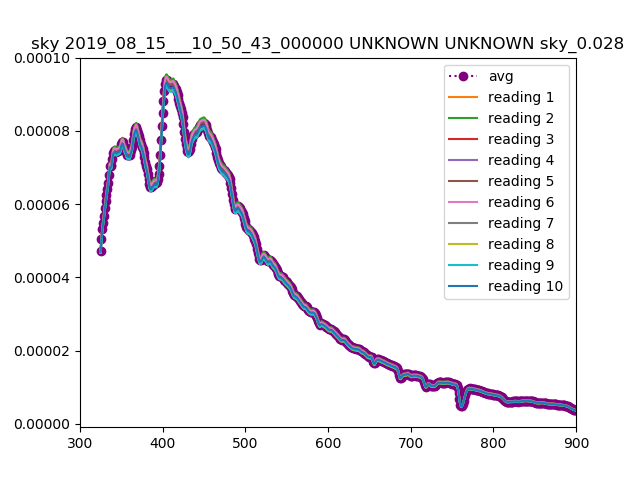 sky 2019_08_15___10_50_43_000000 UNKNOWN UNKNOWN sky_0.028
0.00010
0.00008
0.00006
0.00004
0.00002
0.00000
300 400 500 600 700 800 900
avg
reading 1
reading 2
reading 3
reading 4
reading 5
reading 6
reading 7
reading 8
reading 9
reading 10